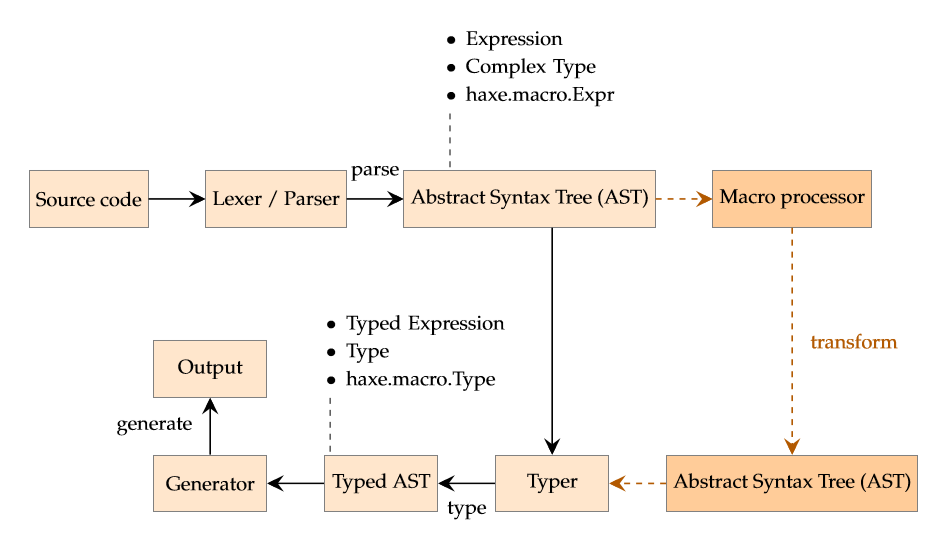 • Expression
• Complex Type
• haxe.macro.Expr
parse
Source code
Lexer / Parser
Abstract Syntax Tree (AST)
Macro processor
• Typed Expression
• Type
• haxe.macro.Type
transform
Output
generate
Generator
Typed AST
type
Typer
Abstract Syntax Tree (AST)